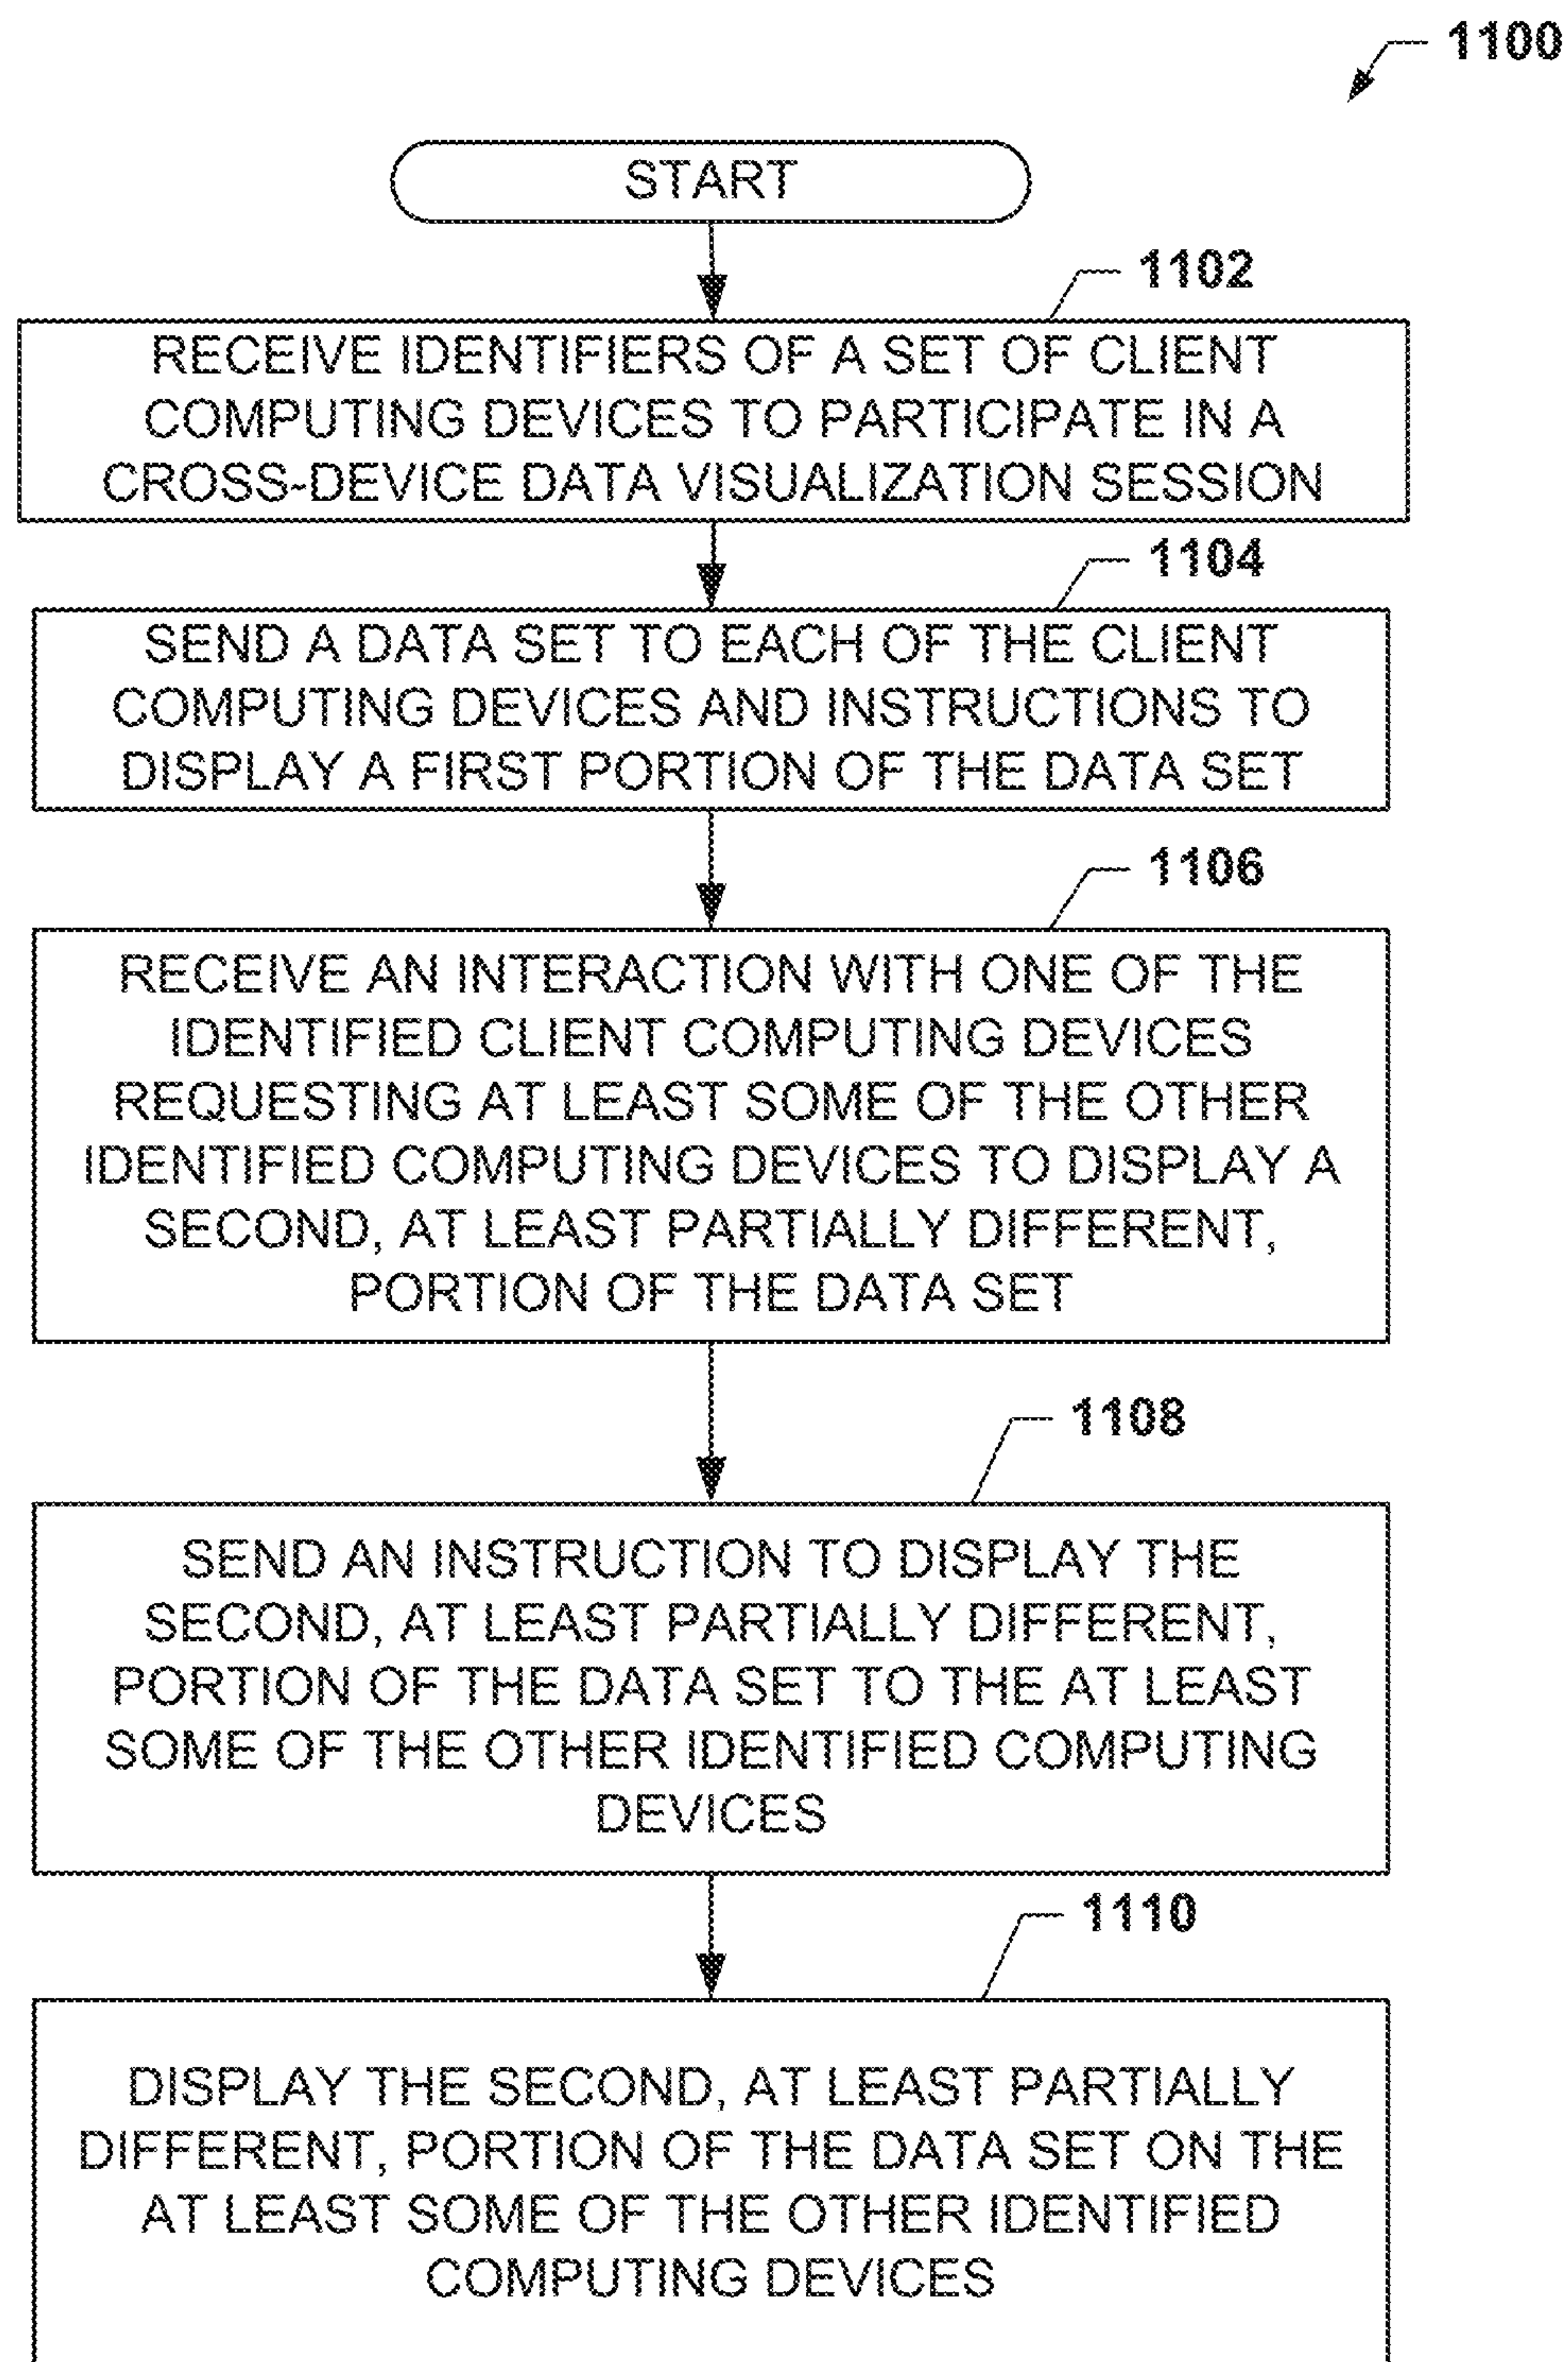 1100
START
1102
RECEIVE IDENTIFIERS OF A SET OF CLIENT
COMPUTING DEVICES TO PARTICIPATE IN A
CROSS-DEVICE DATA VISUALIZATION SESSION
1104
SEND A DATA SET TO EACH OF THE CLIENT
COMPUTING DEVICES AND INSTRUCTIONS TO
DISPLAY A FIRST PORTION OF THE DATA SET
1106
RECEIVE AN INTERACTION WITH ONE OF THE
IDENTIFIED CLIENT COMPUTING DEVICES
REQUESTING AT LEAST SOME OF THE OTHER
IDENTIFIED COMPUTING DEVICES TO DISPLAY A
SECOND, AT LEAST PARTIALLY DIFFERENT,
PORTION OF THE DATA SET
1108
SEND AN INSTRUCTION TO DISPLAY THE
SECOND, AT LEAST PARTIALLY DIFFERENT,
PORTION OF THE DATA SET TO THE AT LEAST
SOME OF THE OTHER IDENTIFIED COMPUTING
DEVICES
1110
DISPLAY THE SECOND, AT LEAST PARTIALLY
DIFFERENT, PORTION OF THE DATA SET ON THE
AT LEAST SOME OF THE OTHER IDENTIFIED
COMPUTING DEVICES